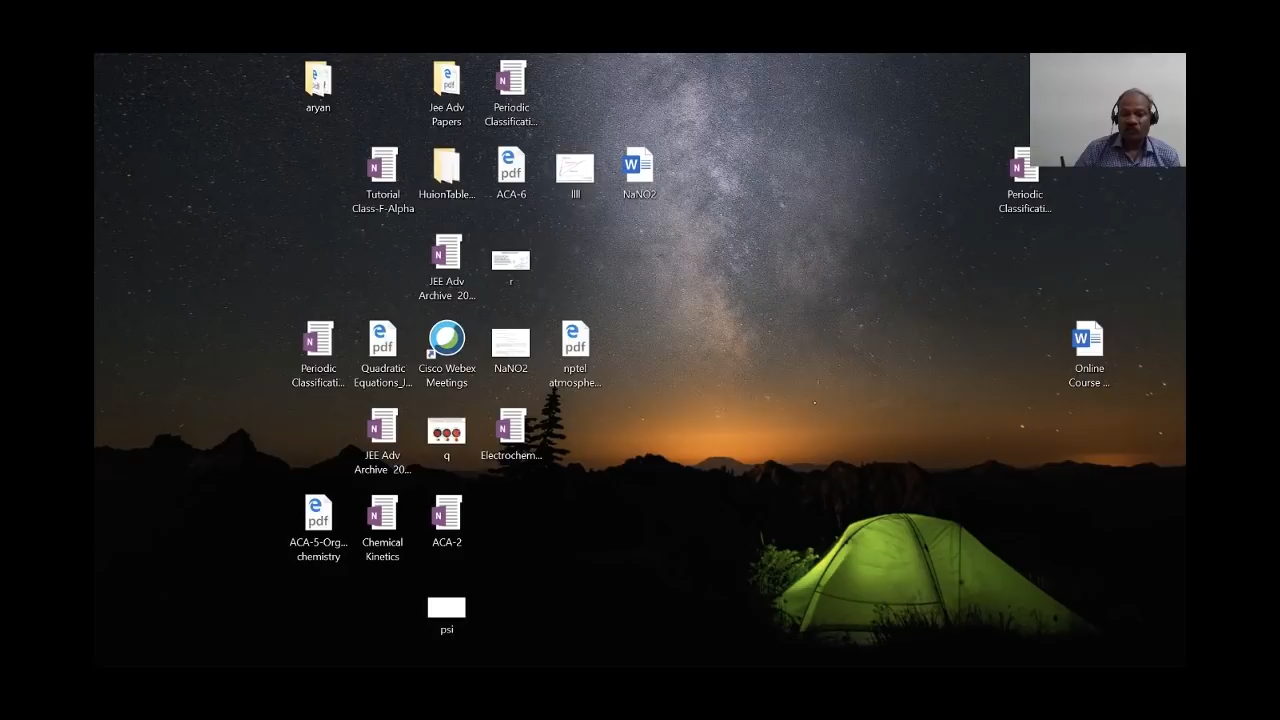 aryan
Jee Adv
Papers
Periodic
Classificati...
Tutorial
Class-F-Alpha
HuionTable...
ACA-6
llll
NaNO2
Periodic
Classificati...
JEE Adv
Archive 20...
r
Periodic
Classificati...
Quadratic
Equations_J...
Cisco Webex
Meetings
NaNO2
nptel
atmosphe...
Online
Course ...
JEE Adv
Archive 20...
q
Electrochem...
ACA-5-Org...
chemistry
Chemical
Kinetics
ACA-2
psi